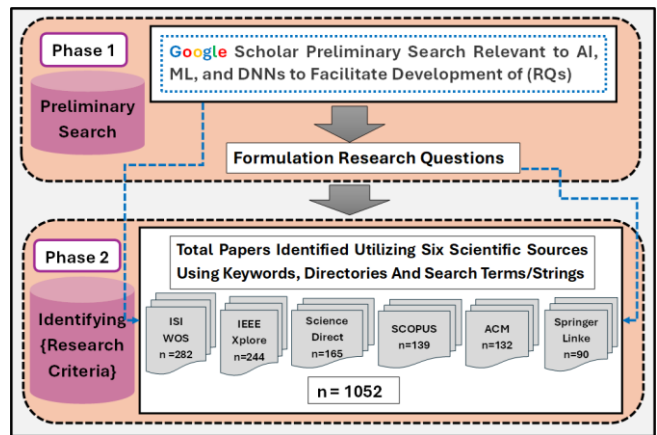 Phase 1
Preliminary
Search
Google Scholar Preliminary Search Relevant to AI,
ML, and DNNs to Facilitate Development of (RQs)
Formulation Research Questions
Phase 2
Identifying
{Research
Criteria}
Total Papers Identified Utilizing Six Scientific Sources
Using Keywords, Directories And Search Terms/Strings
ISI
WOS
n =282
IEEE
Xplore
n=244
Science
Direct
n=165
SCOPUS
n=139
ACM
n=132
Springer
Linke
n=90
n = 1052